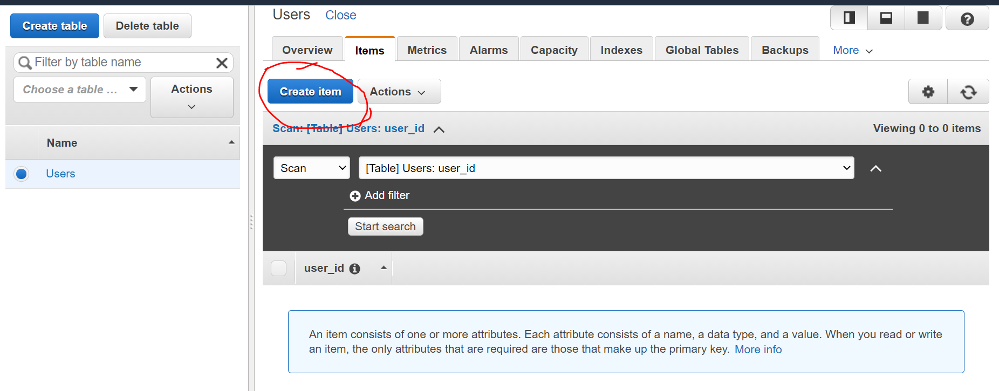 Create table Delete table
Filter by table name
Choose a table ... Actions
Name
Users
Users Close
Overview Items Metrics Alarms Capacity Indexes Global Tables Backups More
Create item Actions
Scan: [Table] Users: user_id Viewing 0 to 0 items
Scan [Table] Users: user_id
Add filter
Start search
user_id
An item consists of one or more attributes. Each attribute consists of a name, a data type, and a value. When you read or write
an item, the only attributes that are required are those that make up the primary key. More info